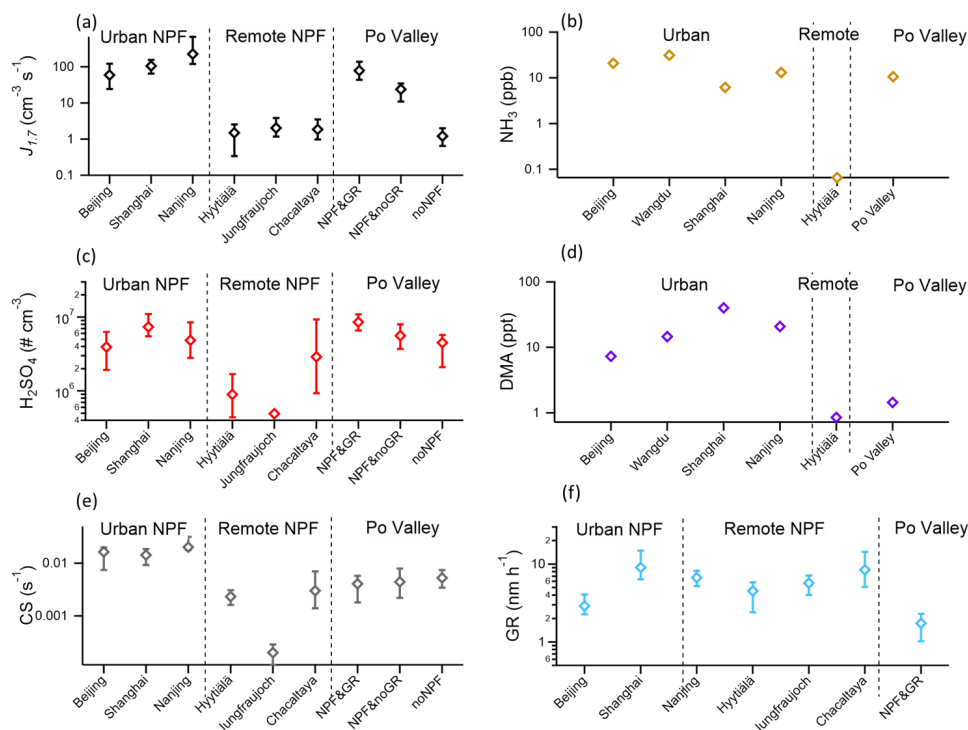 (a)
Urban NPF Remote NPF Po Valley
J1.7 (cm-3 s-1)
100
10
1
0.1
Beijing Shanghai Nanjing Hyytiälä Jungfraujoch Chacaltaya NPF&GR NPF&noGR noNPF
(b)
Urban Remote Po Valley
NH3 (ppb)
100
10
1
0.1
Beijing Wangdu Shanghai Nanjing Hyytiälä Po Valley
(c)
Urban NPF Remote NPF Po Valley
H2SO4 (# cm-3)
2
10^7
6
4
2
10^6
6
4
Beijing Shanghai Nanjing Hyytiälä Jungfraujoch Chacaltaya NPF&GR NPF&noGR noNPF
(d)
Urban Remote Po Valley
DMA (ppt)
100
10
1
Beijing Wangdu Shanghai Nanjing Hyytiälä Po Valley
(e)
Urban NPF Remote NPF Po Valley
CS (s-1)
0.01
0.001
Beijing Shanghai Nanjing Hyytiälä Jungfraujoch Chacaltaya NPF&GR NPF&noGR noNPF
(f)
Urban NPF Remote NPF Po Valley
GR (nm h-1)
2
10
8
6
4
2
1
8
6
Beijing Shanghai Nanjing Hyytiälä Jungfraujoch Chacaltaya NPF&GR